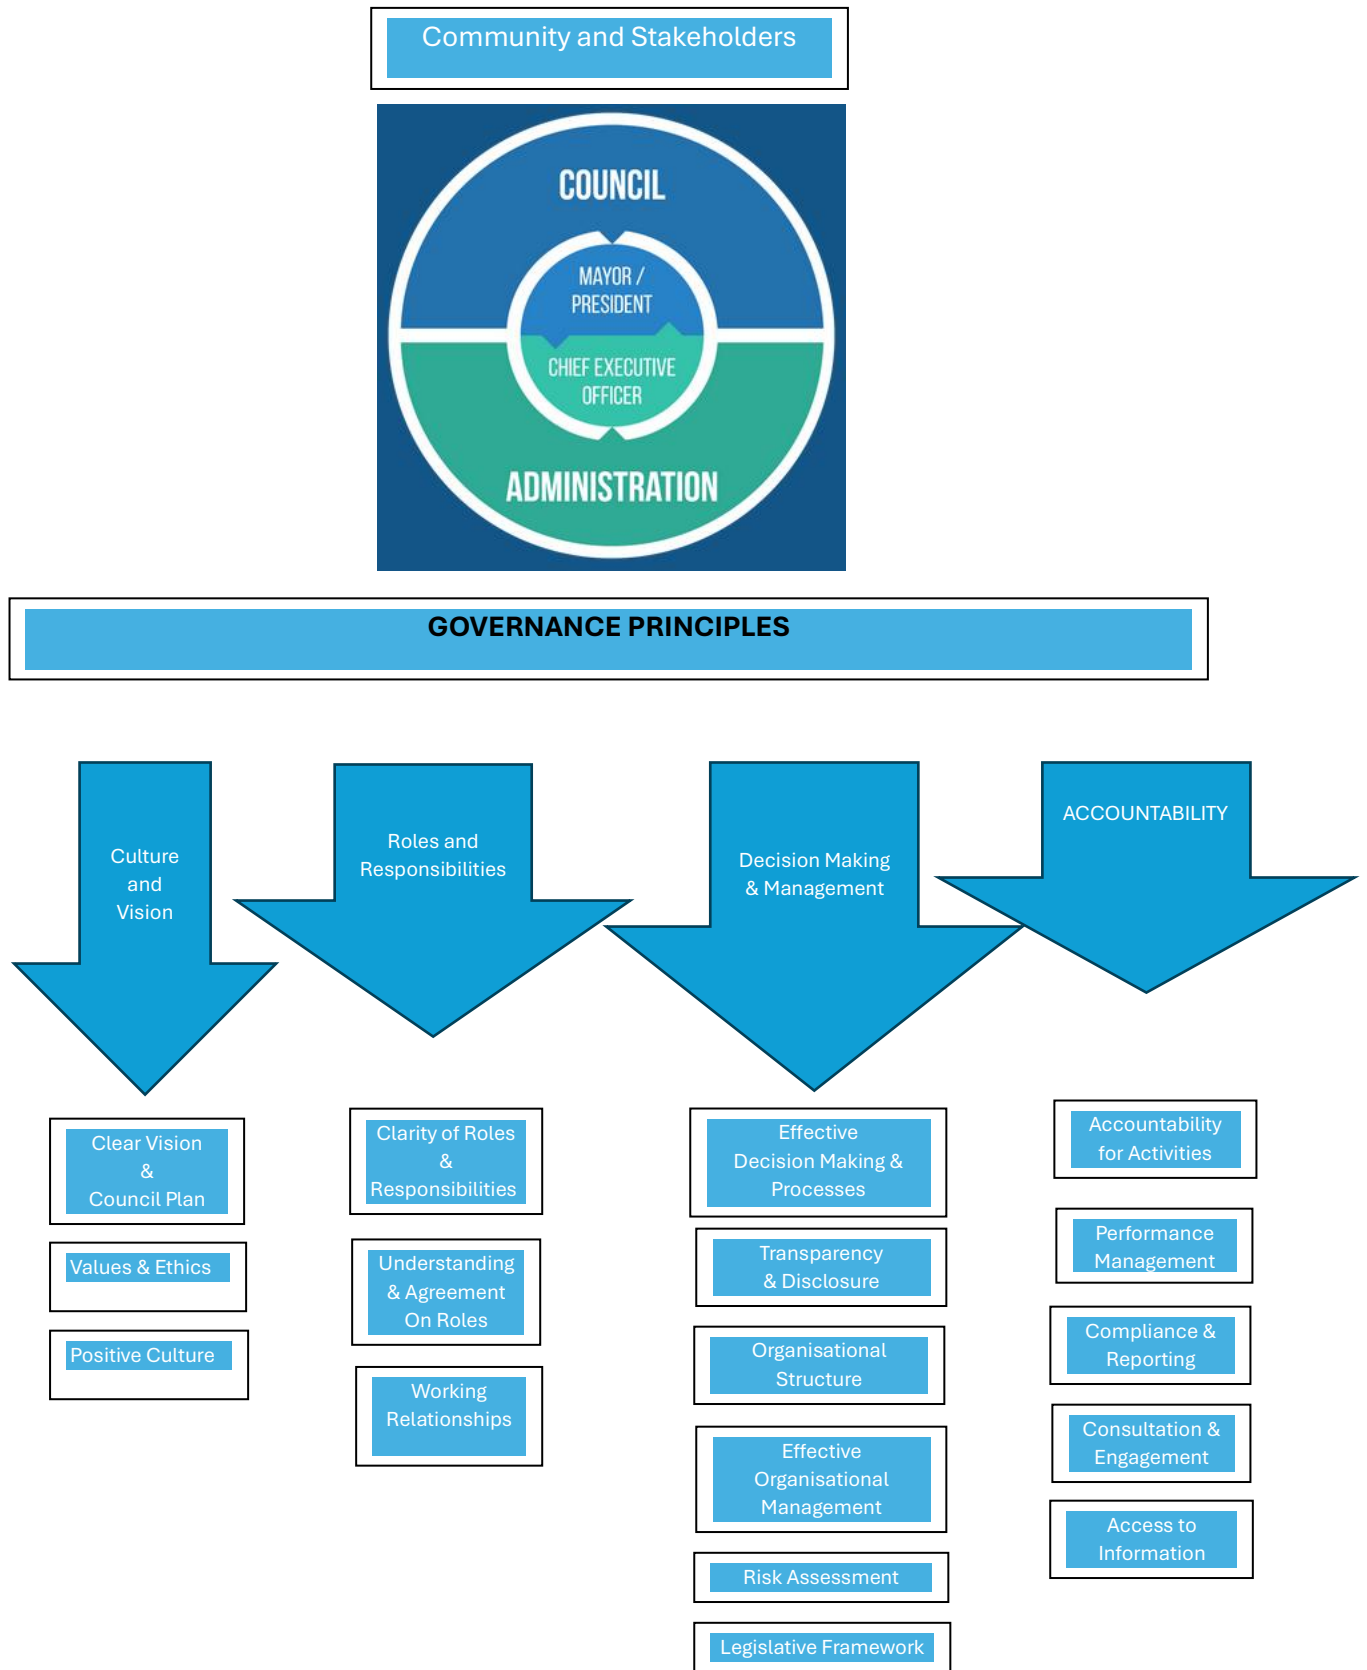 Community and Stakeholders
COUNCIL
MAYOR /
PRESIDENT
CHIEF EXECUTIVE
OFFICER
ADMINISTRATION
GOVERNANCE PRINCIPLES
Culture
and
Vision
Roles and
Responsibilities
Decision Making
& Management
ACCOUNTABILITY
Clear Vision
&
Council Plan
Values & Ethics
Positive Culture
Clarity of Roles
&
Responsibilities
Understanding
& Agreement
On Roles
Working
Relationships
Effective
Decision Making &
Processes
Transparency
& Disclosure
Organisational
Structure
Effective
Organisational
Management
Risk Assessment
Legislative Framework
Accountability
for Activities
Performance
Management
Compliance &
Reporting
Consultation &
Engagement
Access to
Information